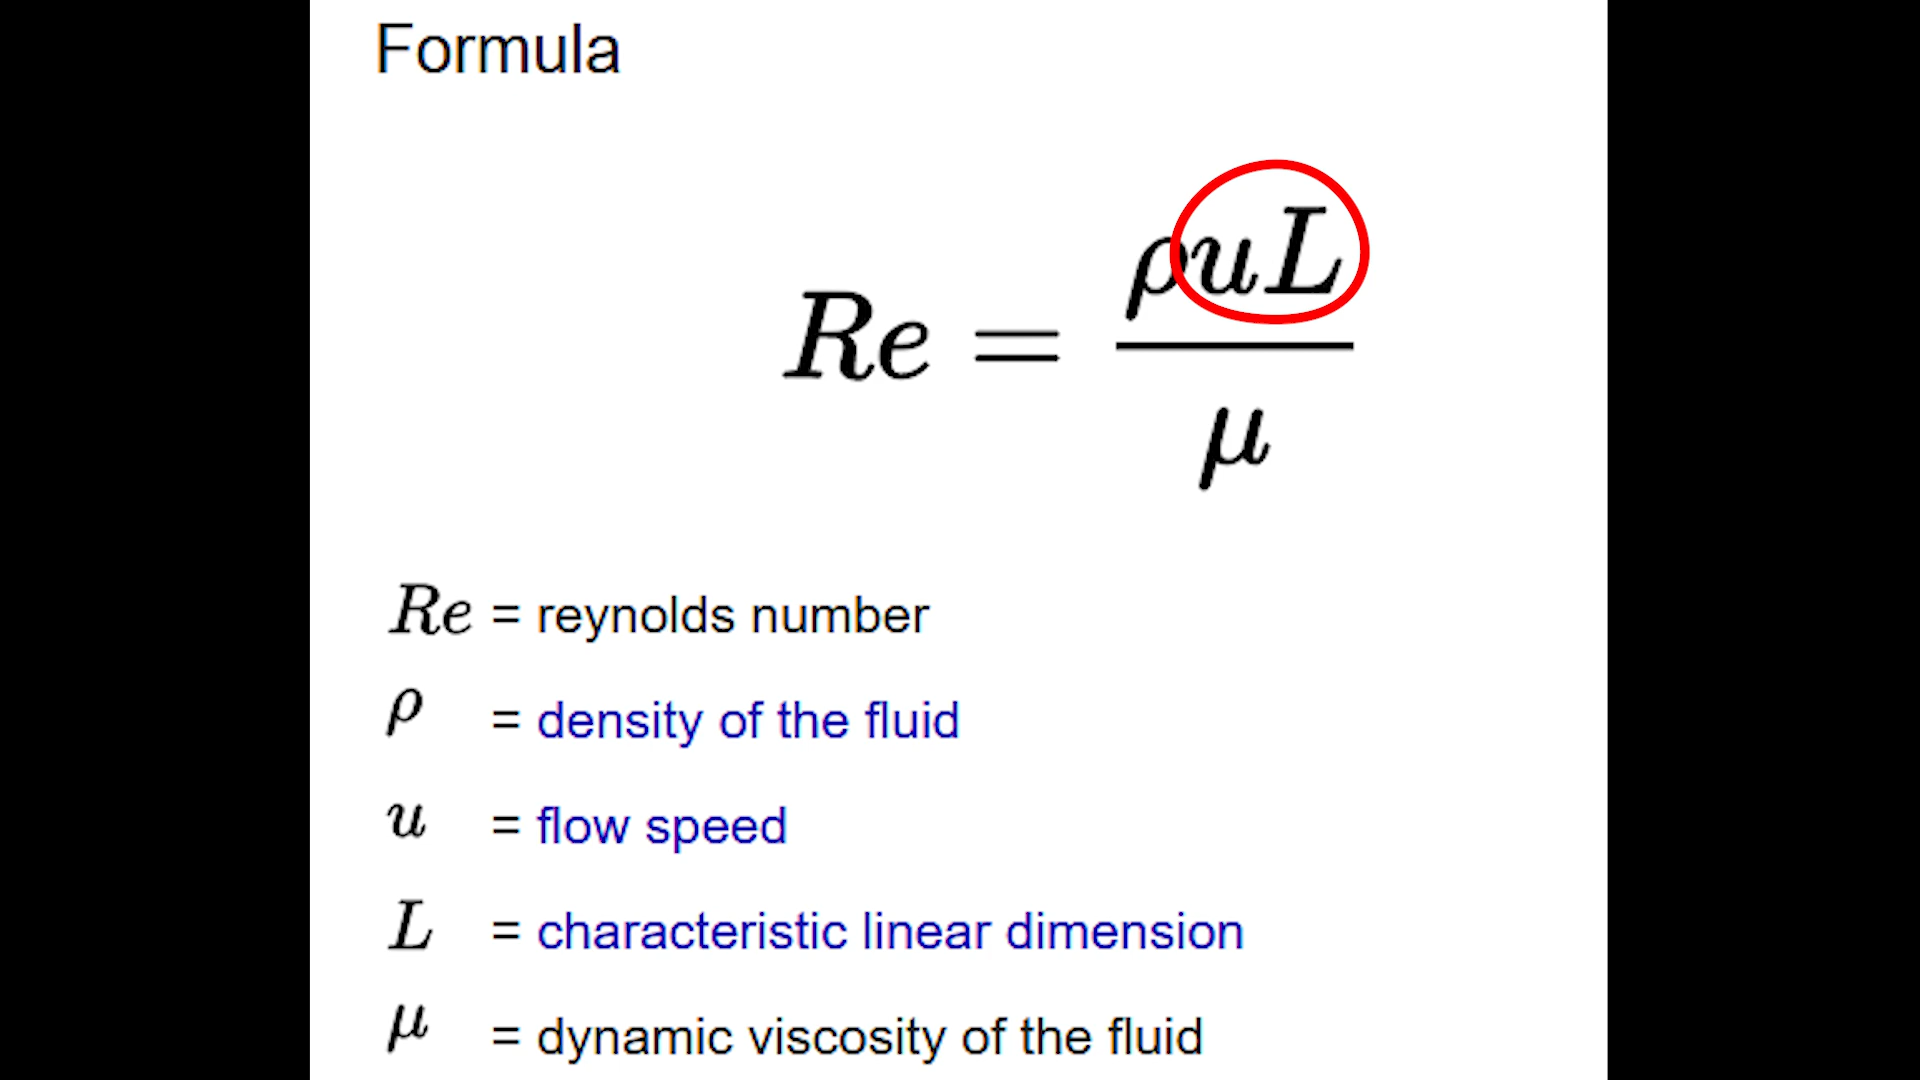 Formula
Re = ρuL / μ
Re = reynolds number
ρ = density of the fluid
u = flow speed
L = characteristic linear dimension
μ = dynamic viscosity of the fluid